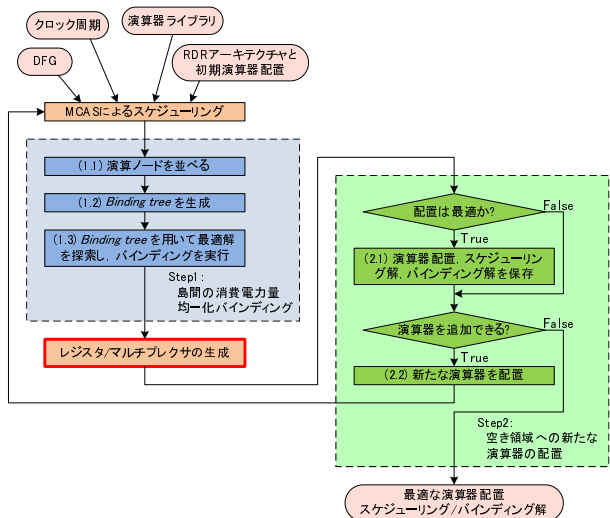 クロック周期
演算器ライブラリ
DFG
RDRアーキテクチャと
初期演算器配置
MCASによるスケジューリング
(1.1) 演算ノードを並べる
(1.2) Binding treeを生成
(1.3) Binding treeを用いて最適解
を探索し, バインディングを実行
Step1:
島間の消費電力量
均一化バインディング
レジスタ/マルチプレクサの生成
配置は最適か?
False
True
(2.1) 演算器配置, スケジューリン
グ解, バインディング解を保存
演算器を追加できる?
False
True
(2.2) 新たな演算器を配置
Step2:
空き領域への新たな
演算器の配置
最適な演算器配置
スケジューリング/バインディング解